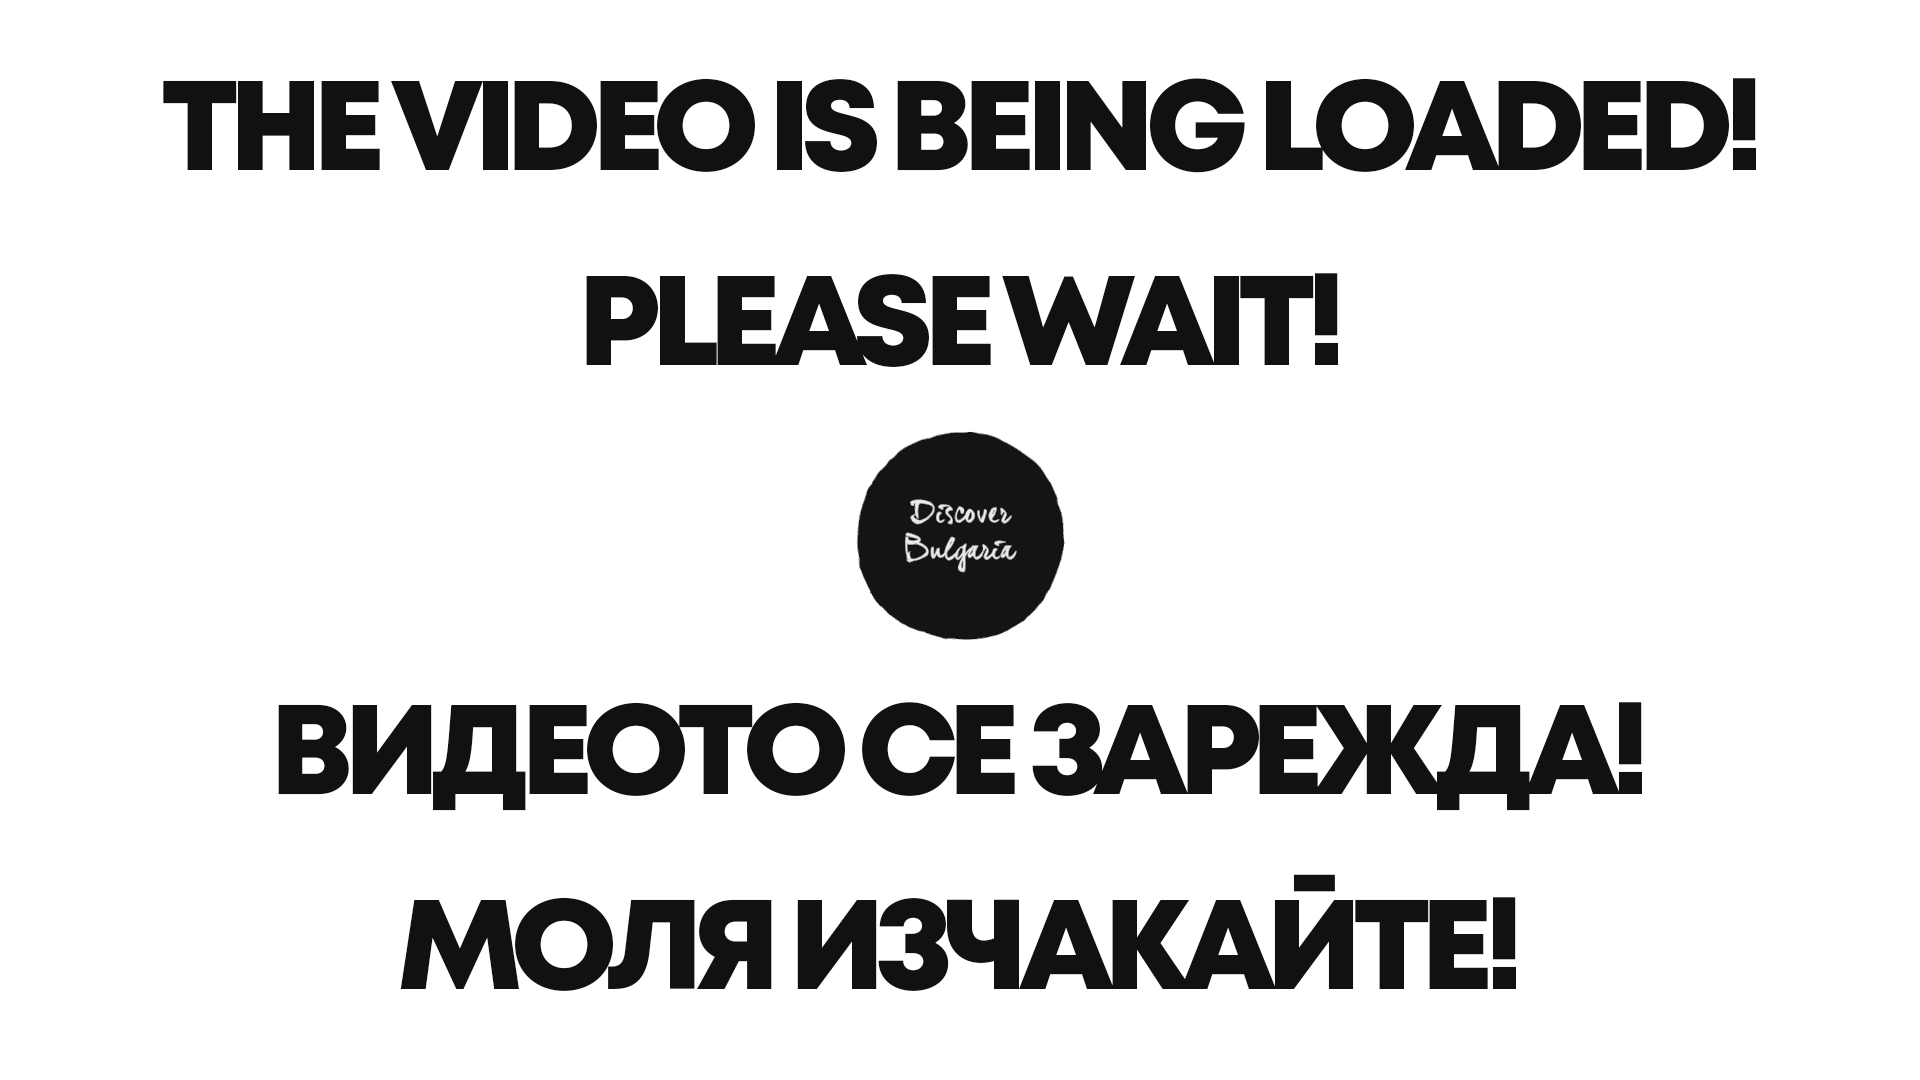 THE VIDEO IS BEING LOADED!
PLEASE WAIT!
Discover
Bulgaria
ВИДЕОТО СЕ ЗАРЕЖДА!
МОЛЯ ИЗЧАКАЙТЕ!